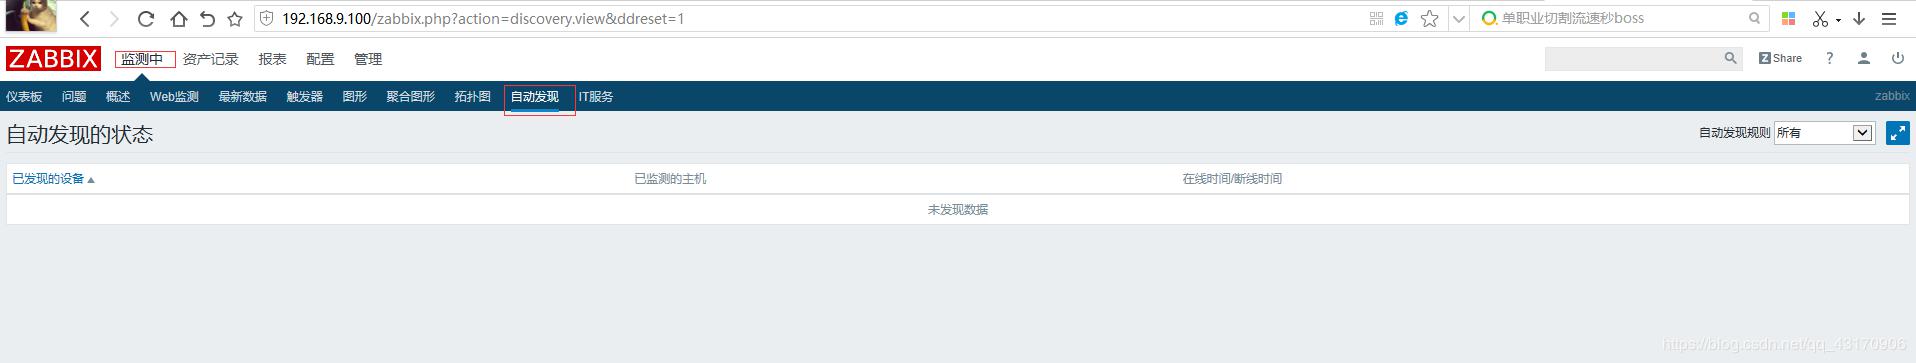 192.168.9.100/zabbix.php?action=discovery.view&ddreset=1
单职业切割流速秒boss
ZABBIX 监测中 资产记录 报表 配置 管理 Z Share ?
仪表板 问题 概述 Web监测 最新数据 触发器 图形 聚合图形 拓扑图 自动发现 IT服务 zabbix
自动发现的状态 自动发现规则 所有
已发现的设备 已监测的主机 在线时间/断线时间
未发现数据
https://blog.csdn.net/qq_43170906